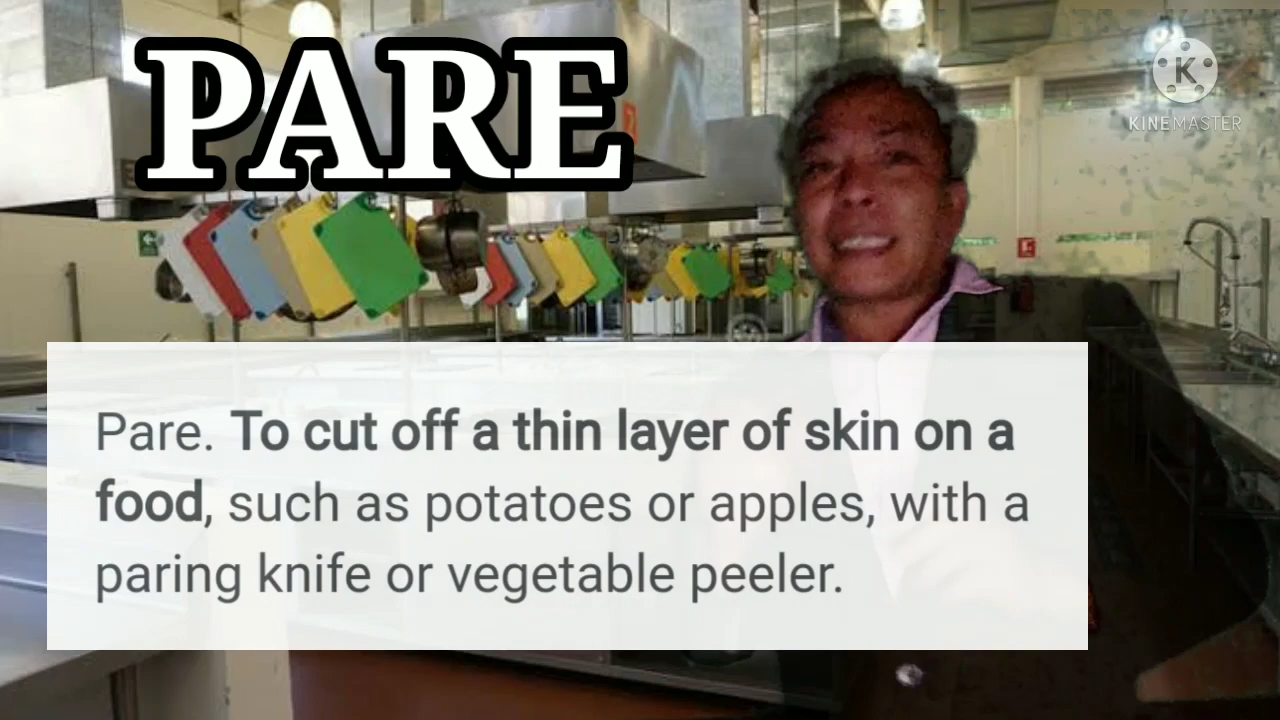 PARE
KINEMASTER
Pare. To cut off a thin layer of skin on a
food, such as potatoes or apples, with a
paring knife or vegetable peeler.